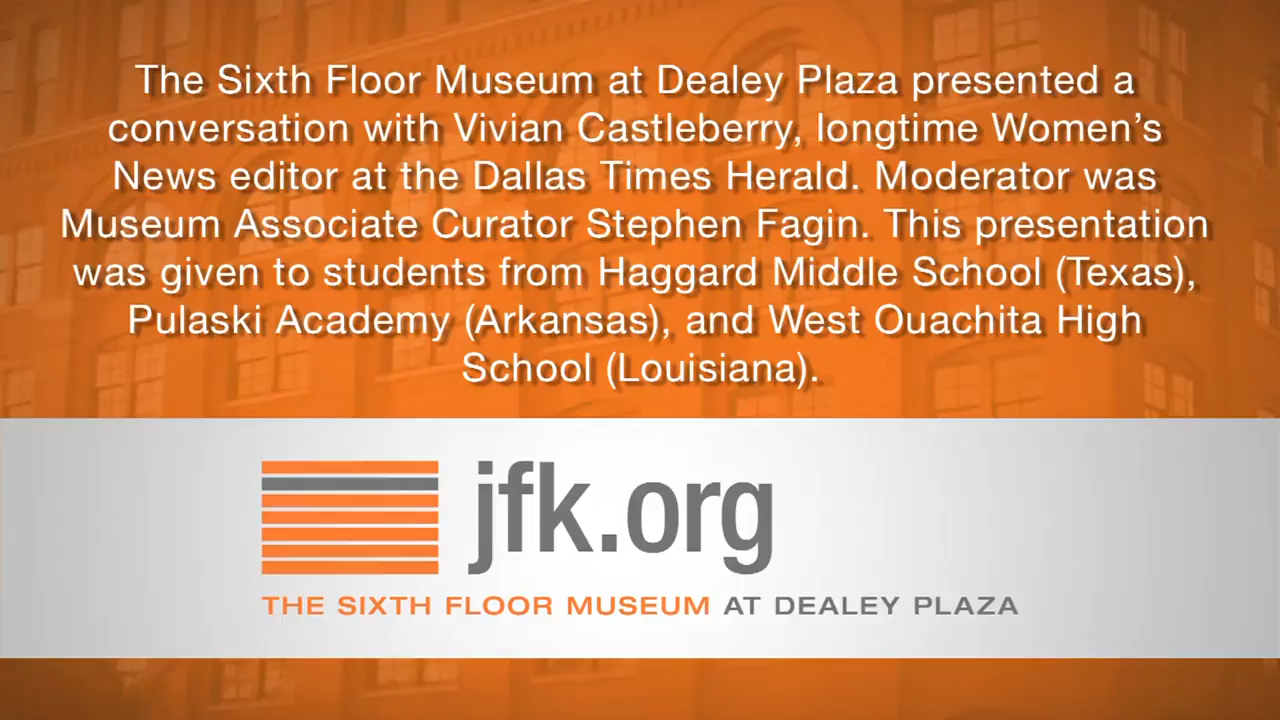 The Sixth Floor Museum at Dealey Plaza presented a
conversation with Vivian Castleberry, longtime Women’s
News editor at the Dallas Times Herald. Moderator was
Museum Associate Curator Stephen Fagin. This presentation
was given to students from Haggard Middle School (Texas),
Pulaski Academy (Arkansas), and West Ouachita High
School (Louisiana).
jfk.org
THE SIXTH FLOOR MUSEUM AT DEALEY PLAZA